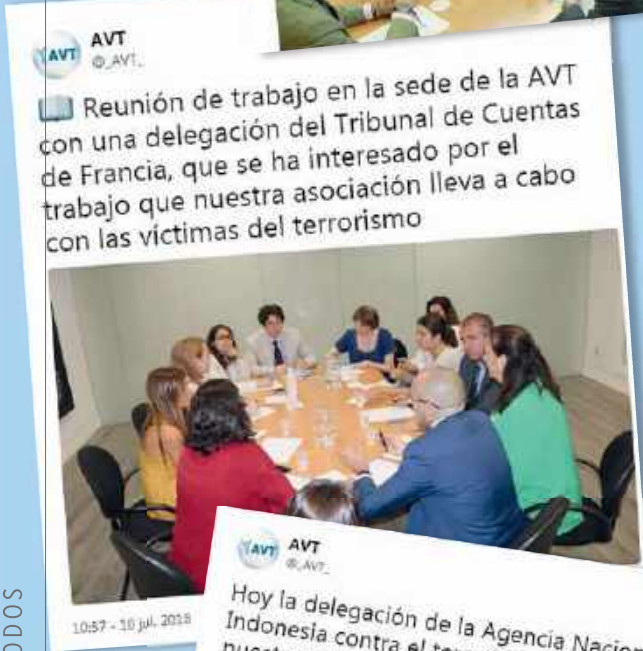 AVT
@_AVT_
Reunión de trabajo en la sede de la AVT
con una delegación del Tribunal de Cuentas
de Francia, que se ha interesado por el
trabajo que nuestra asociación lleva a cabo
con las víctimas del terrorismo
10:57 - 10 jul. 2018
AVT
@_AVT_
Hoy la delegación de la Agencia
Indonesia contra el